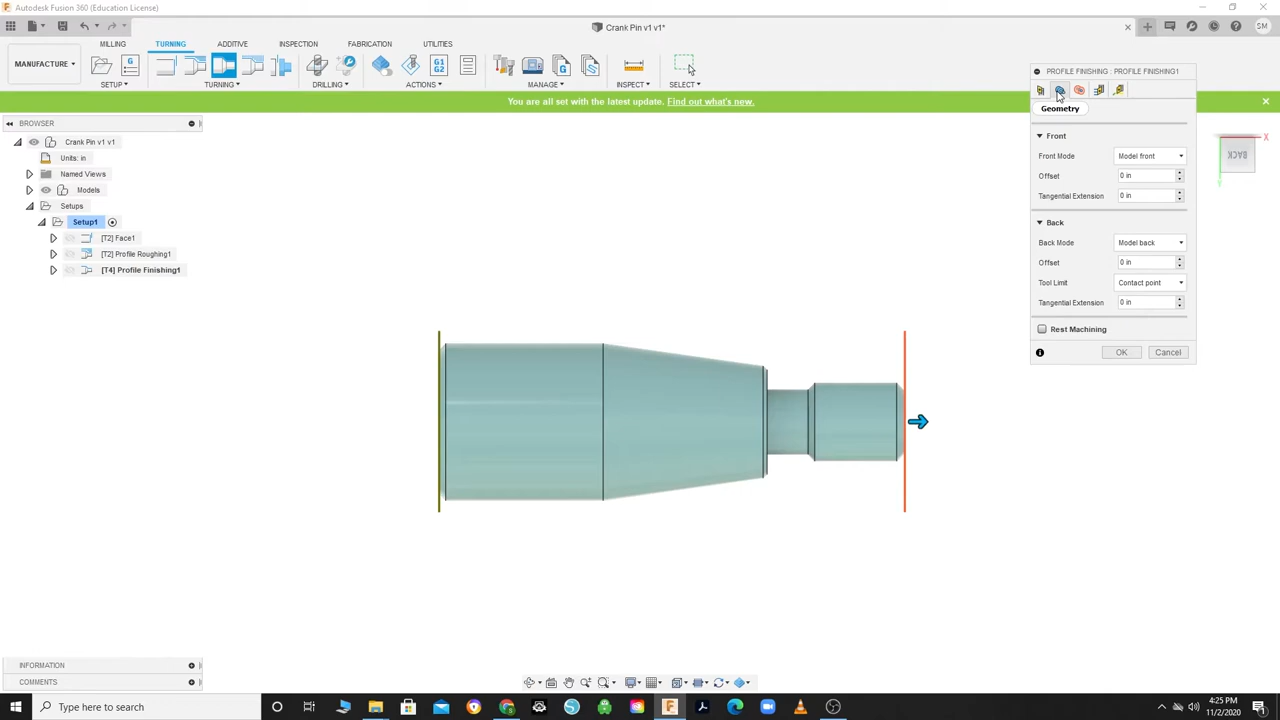 Autodesk Fusion 360 (Education License)
Crank Pin v1 v1*
SM
MANUFACTURE
MILLING
TURNING
ADDITIVE
INSPECTION
FABRICATION
UTILITIES
G
G1
G2
G
SETUP
TURNING
DRILLING
ACTIONS
MANAGE
INSPECT
SELECT
You are all set with the latest update. Find out what's new.
BROWSER
Crank Pin v1 v1
Units: in
Named Views
Models
Setups
Setup1
[T2] Face1
[T2] Profile Roughing1
[T4] Profile Finishing1
PROFILE FINISHING : PROFILE FINISHING1
Geometry
Front
Front Mode Model front
Offset 0 in
Tangential Extension 0 in
Back
Back Mode Model back
Offset 0 in
Tool Limit Contact point
Tangential Extension 0 in
Rest Machining
OK Cancel
BACK
X
INFORMATION
COMMENTS
Type here to search
4:25 PM
11/2/2020